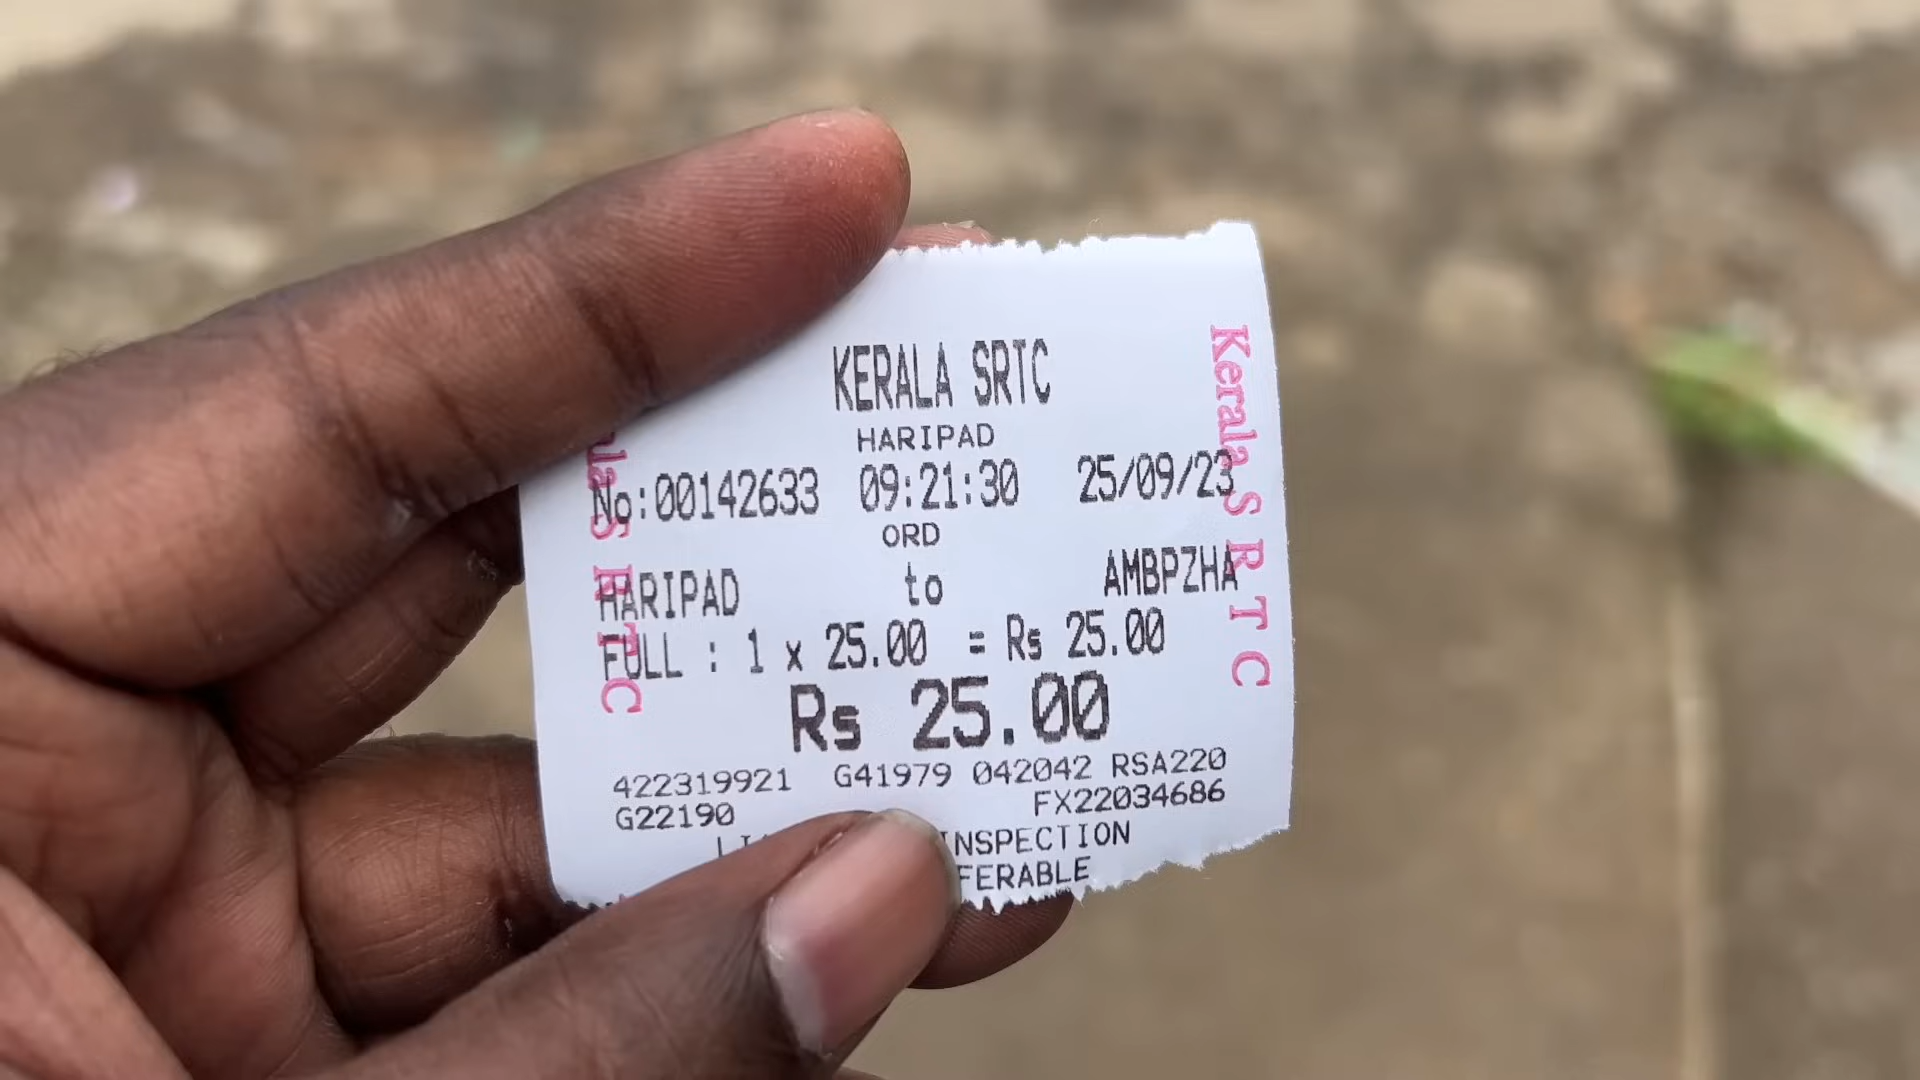 KERALA SRTC
HARIPAD
No:00142633 09:21:30 25/09/23
ORD
HARIPAD to AMBPZHA
FULL : 1 x 25.00 = Rs 25.00
Rs 25.00
422319921 G41979 042042 RSA220
G22190 FX22034686
INSPECTION
FERABLE
Kerala S R T C
ala S R T C